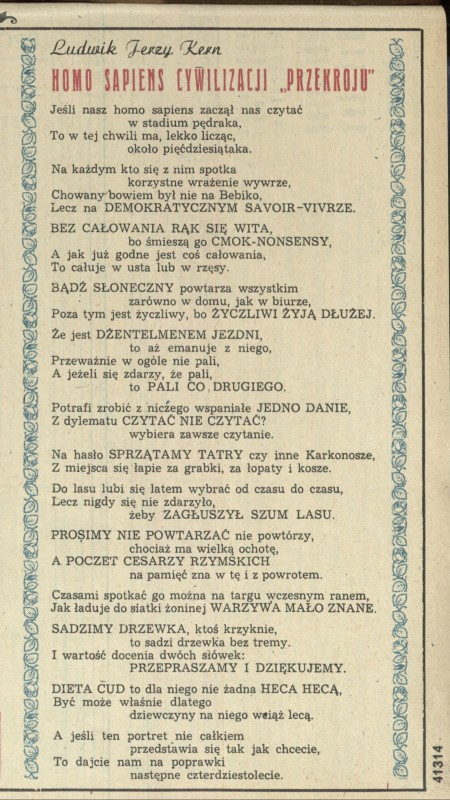 Ludwik Jerzy Kern
HOMO SAPIENS CYWILIZACJI „PRZEKROJU”
Jeśli nasz homo sapiens zaczął nas czytać
w stadium pędraka,
To w tej chwili ma, lekko licząc,
około pięćdziesiątaka.
Na każdym kto się z nim spotka
korzystne wrażenie wywrze,
Chowany bowiem był nie na Bebiko,
Lecz na DEMOKRATYCZNYM SAVOIR-VIVRZE.
BEZ CAŁOWANIA RĄK SIĘ WITA,
bo śmieszą go CMOK-NONSENSY,
A jak już godne jest coś całowania,
To całuje w usta lub w rzęsy.
BĄDŹ SŁONECZNY powtarza wszystkim
zarówno w domu, jak w biurze,
Poza tym jest życzliwy, bo ŻYCZLIWI ŻYJĄ DŁUŻEJ.
Że jest DŻENTELMENEM JEZDNI,
to aż emanuje z niego,
Przeważnie w ogóle nie pali,
A jeżeli się zdarzy, że pali,
to PALI CO DRUGIEGO.
Potrafi zrobić z niczego wspaniałe JEDNO DANIE,
Z dylematu CZYTAĆ NIE CZYTAĆ?
wybiera zawsze czytanie.
Na hasło SPRZĄTAMY TATRY czy inne Karkonosze,
Z miejsca się łapie za grabki, za łopaty i kosze.
Do lasu lubi się latem wybrać od czasu do czasu,
Lecz nigdy się nie zdarzyło,
żeby ZAGŁUSZYŁ SZUM LASU.
PROSIMY NIE POWTARZAĆ nie powtórzy,
chociaż ma wielką ochotę,
A POCZET CESARZY RZYMSKICH
na pamięć zna w tę i z powrotem.
Czasami spotkać go można na targu wczesnym ranem,
Jak ładuje do siatki żoninej WARZYWA MAŁO ZNANE.
SADZIMY DRZEWKA, ktoś krzyknie,
to sadzi drzewka bez tremy.
I wartość docenia dwóch słówek:
PRZEPRASZAMY I DZIĘKUJEMY.
DIETA CUD to dla niego nie żadna HECA HECĄ,
Być może właśnie dlatego
dziewczyny na niego wciąż lecą.
A jeśli ten portret nie całkiem
przedstawia się tak jak chcecie,
To dajcie nam na poprawki
następne czterdziestolecie.
41314